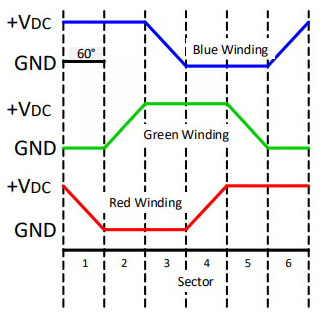 +VDC
Blue Winding
GND
60°
+VDC
Green Winding
GND
+VDC
Red Winding
GND
1 2 3 4 5 6
Sector